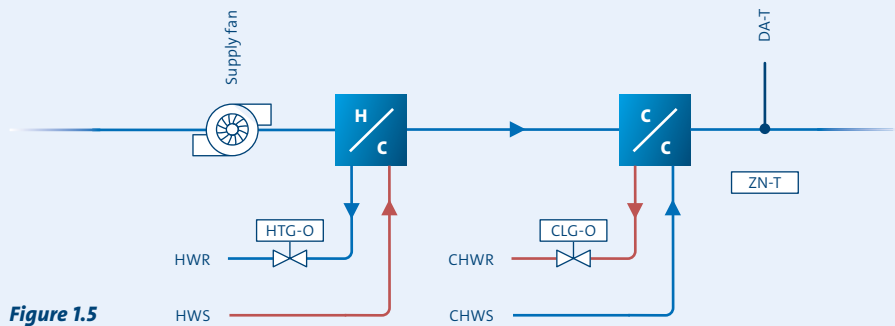 Supply fan
DA-T
H
C
C
C
ZN-T
HTG-O
CLG-O
HWR
CHWR
HWS
CHWS
Figure 1.5